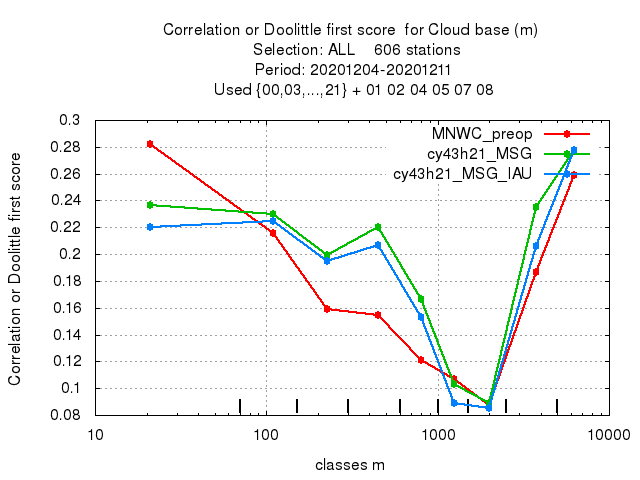 Correlation or Doolittle first score for Cloud base (m)
Selection: ALL 606 stations
Period: 20201204-20201211
Used {00,03,...,21} + 01 02 04 05 07 08
MNWC_preop
cy43h21_MSG
cy43h21_MSG_IAU
Correlation or Doolittle first score
0.3
0.28
0.26
0.24
0.22
0.2
0.18
0.16
0.14
0.12
0.1
0.08
10 100 1000 10000
classes m